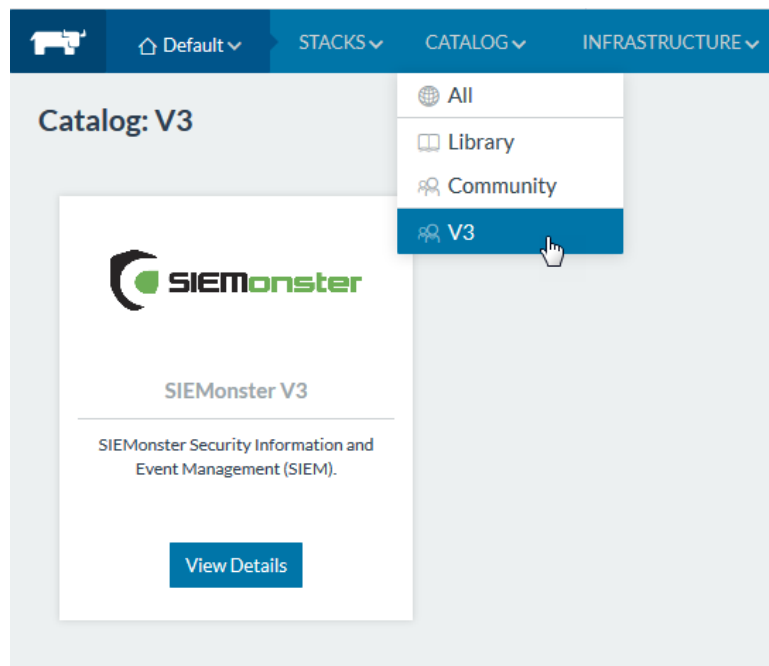 Default STACKS CATALOG INFRASTRUCTURE
All
Catalog: V3
Library
Community
V3
SIEMonster
SIEMonster V3
SIEMonster Security Information and
Event Management (SIEM).
View Details